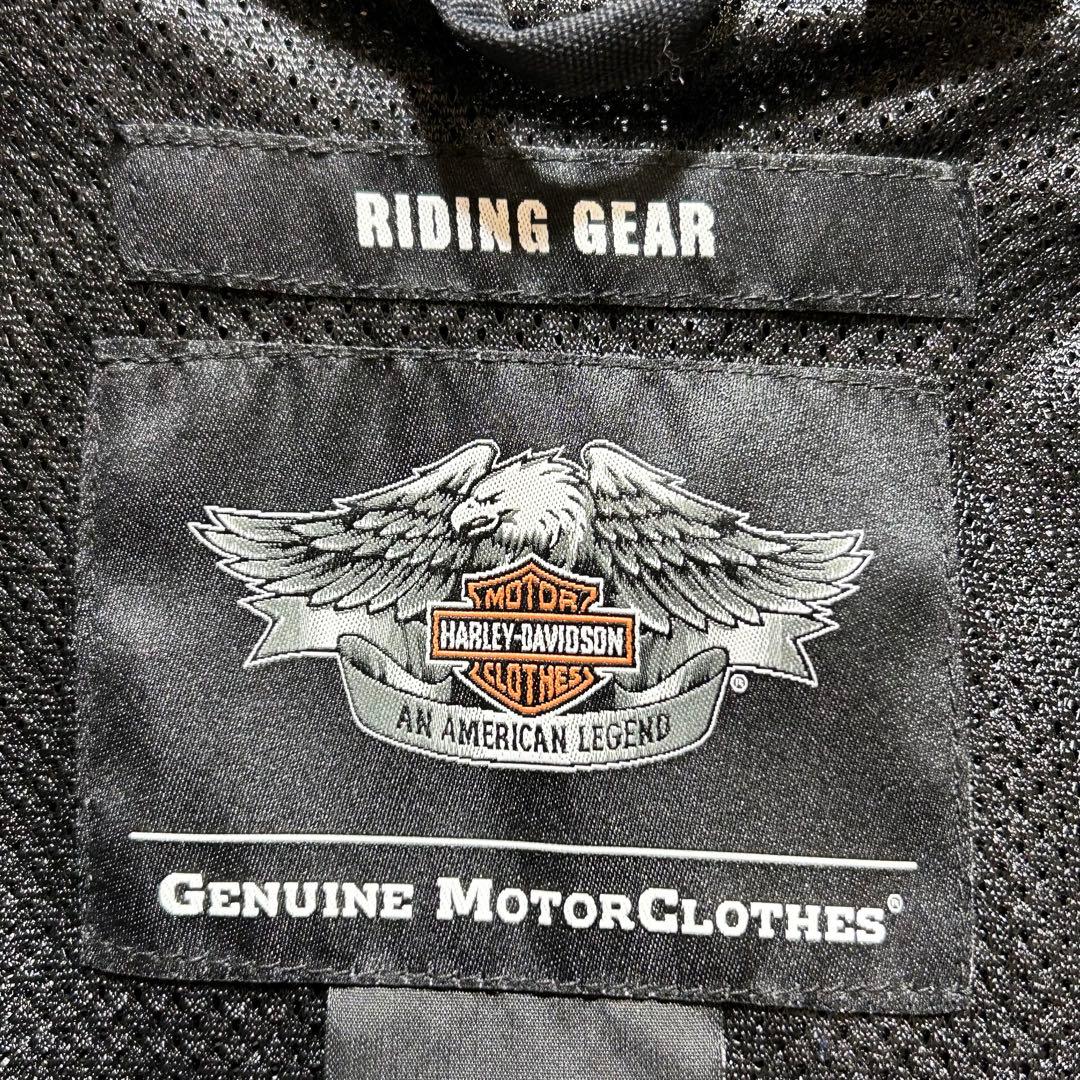 RIDING GEAR
MOTOR
HARLEY-DAVIDSON
CLOTHES
®
AN AMERICAN LEGEND
GENUINE MOTORCLOTHES®